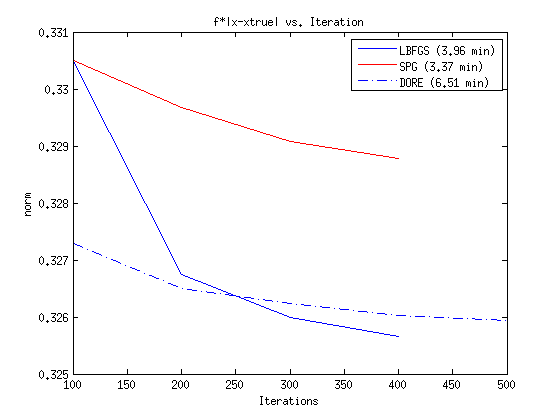 f*|x-xtrue| vs. Iteration
0.331
0.33
0.329
0.328
0.327
0.326
0.325
norm
LBFGS (3.96 min)
SPG (3.37 min)
DORE (6.51 min)
100 150 200 250 300 350 400 450 500
Iterations